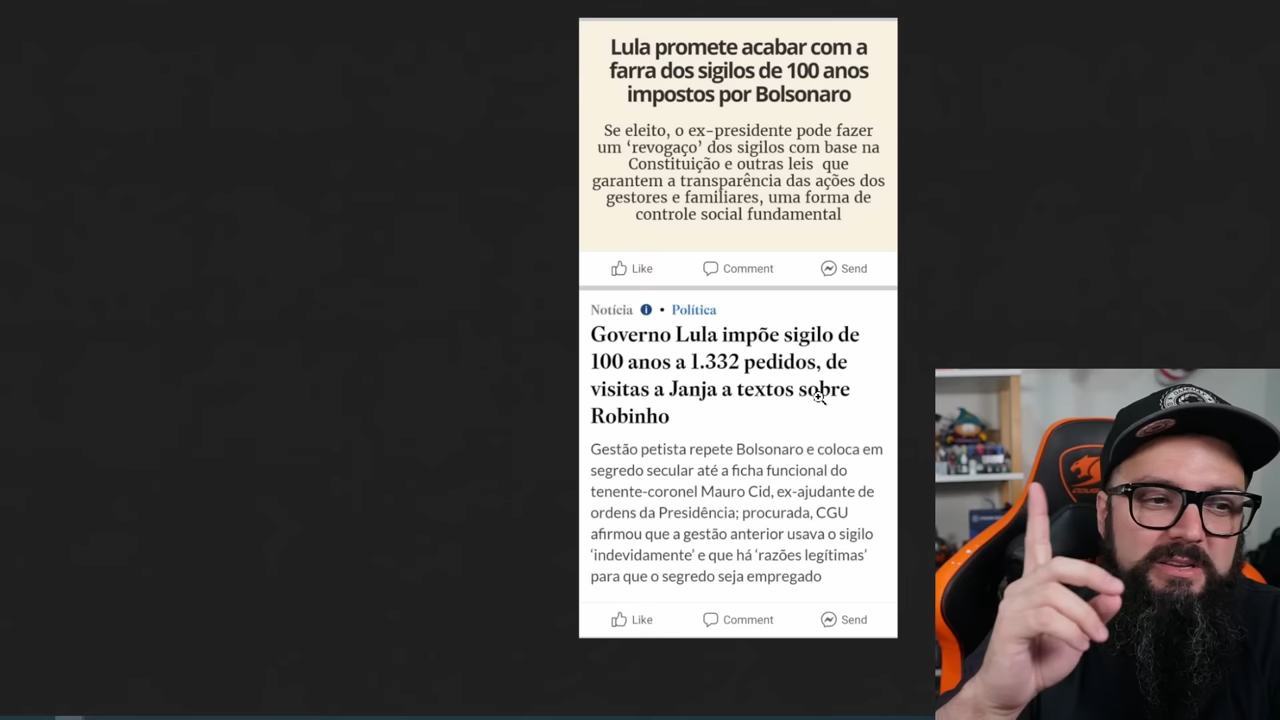 Lula promete acabar com a
farra dos sigilos de 100 anos
impostos por Bolsonaro
Se eleito, o ex-presidente pode fazer
um ‘revogaço’ dos sigilos com base na
Constituição e outras leis que
garantem a transparência das ações dos
gestores e familiares, uma forma de
controle social fundamental
Like Comment Send
Notícia • Política
Governo Lula impõe sigilo de
100 anos a 1.332 pedidos, de
visitas a Janja a textos sobre
Robinho
Gestão petista repete Bolsonaro e coloca em
segredo secular até a ficha funcional do
tenente-coronel Mauro Cid, ex-ajudante de
ordens da Presidência; procurada, CGU
afirmou que a gestão anterior usava o sigilo
‘indevidamente’ e que há ‘razões legítimas’
para que o segredo seja empregado
Like Comment Send